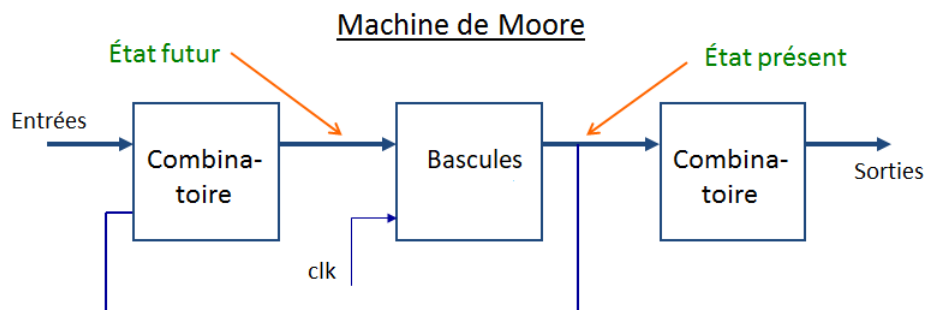 Machine de Moore
État futur
État présent
Entrées
Combina-
toire
Bascules
Combina-
toire
Sorties
clk